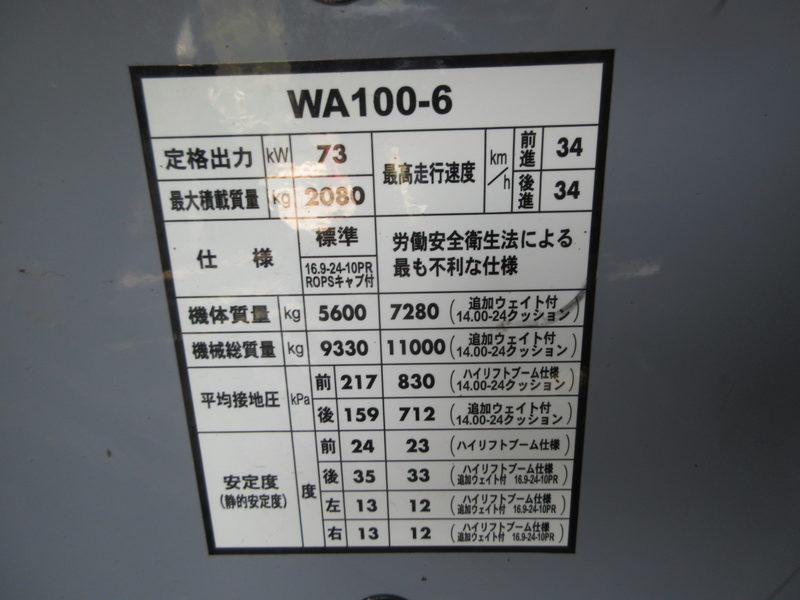 WA100-6
定格出力 kW 73 最高走行速度 km/h 前進 34
最大積載質量 kg 2080 後進 34
仕様 標準 労働安全衛生法による
16.9-24-10PR 最も不利な仕様
ROPSキャブ付
機体質量 kg 5600 7280 (追加ウェイト付
14.00-24クッション)
機械総質量 kg 9330 11000 (追加ウェイト付
14.00-24クッション)
平均接地圧 kPa 前 217 830 (ハイリフトブーム仕様
14.00-24クッション)
後 159 712 (追加ウェイト付
14.00-24クッション)
安定度 (静的安定度) 度 前 24 23 (ハイリフトブーム仕様)
後 35 33 (ハイリフトブーム仕様
追加ウェイト付 16.9-24-10PR)
左 13 12 (ハイリフトブーム仕様
追加ウェイト付 16.9-24-10PR)
右 13 12 (ハイリフトブーム仕様
追加ウェイト付 16.9-24-10PR)